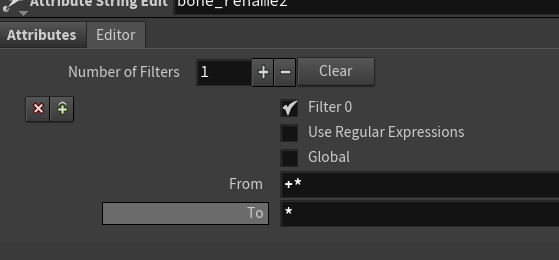 Attribute String Edit bone_rename2
Attributes Editor
Number of Filters 1 + − Clear
Filter 0
Use Regular Expressions
Global
From +*
To *